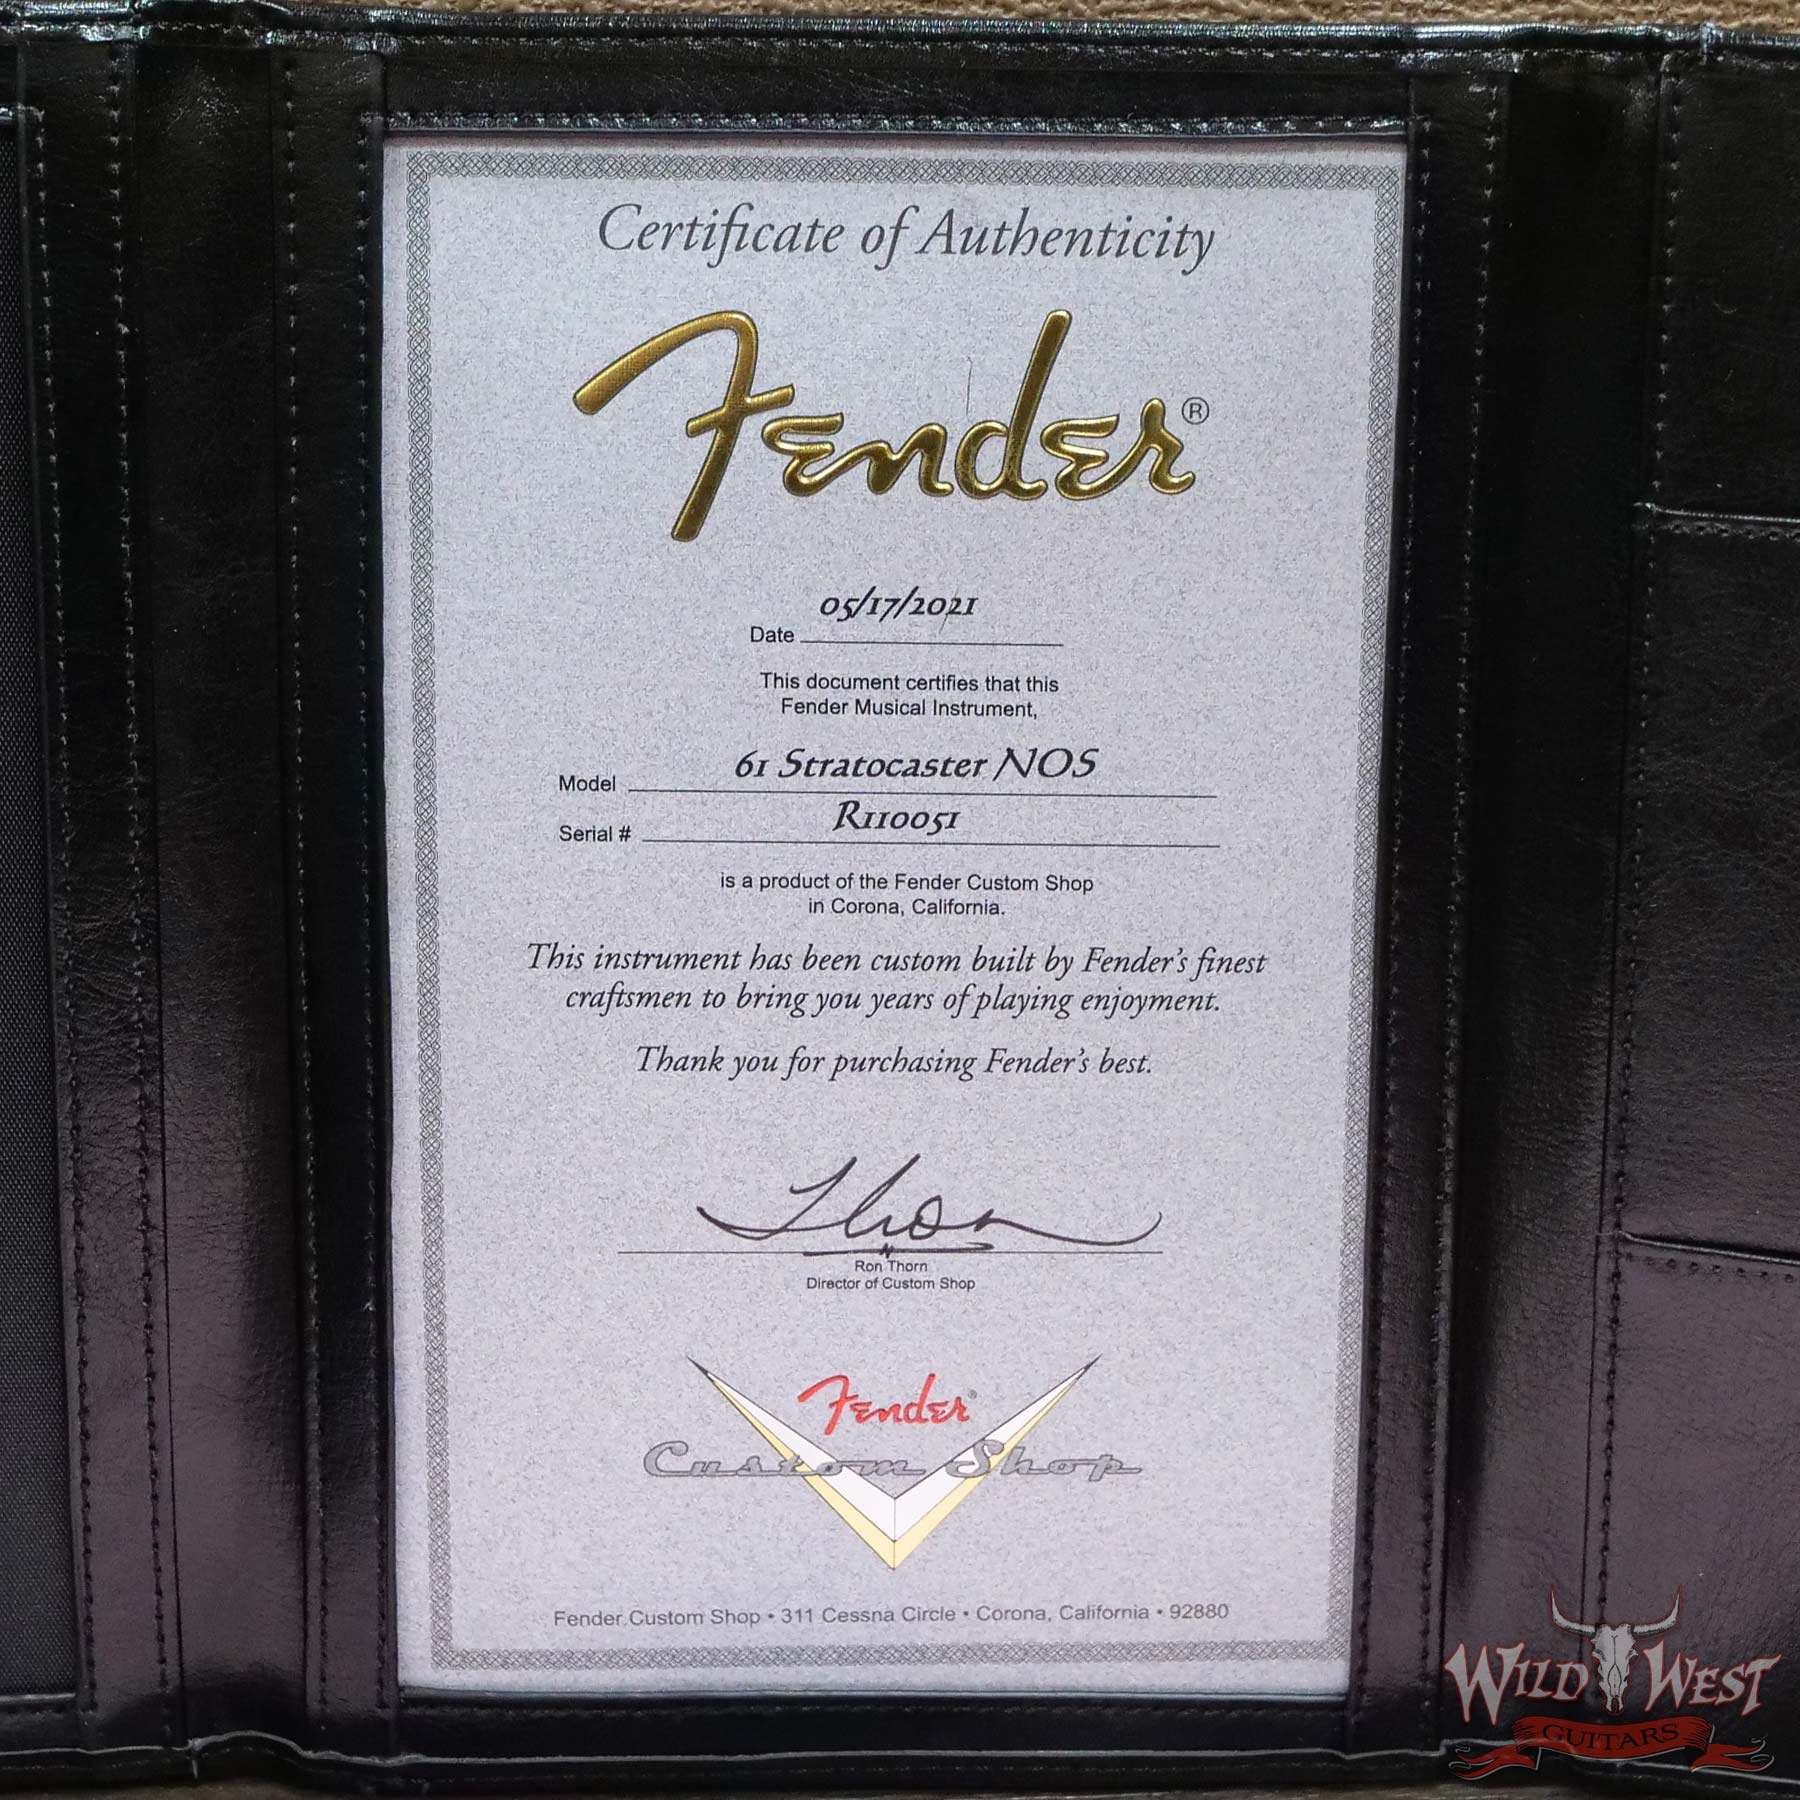 Certificate of Authenticity
Fender®
05/17/2021
Date
This document certifies that this
Fender Musical Instrument,
61 Stratocaster NOS
Model
R110051
Serial #
is a product of the Fender Custom Shop
in Corona, California.
This instrument has been custom built by Fender's finest
craftsmen to bring you years of playing enjoyment.
Thank you for purchasing Fender's best.
Ron Thorn
Director of Custom Shop
Fender®
Custom Shop
Fender Custom Shop • 311 Cessna Circle • Corona, California • 92880
WILD WEST
GUITARS